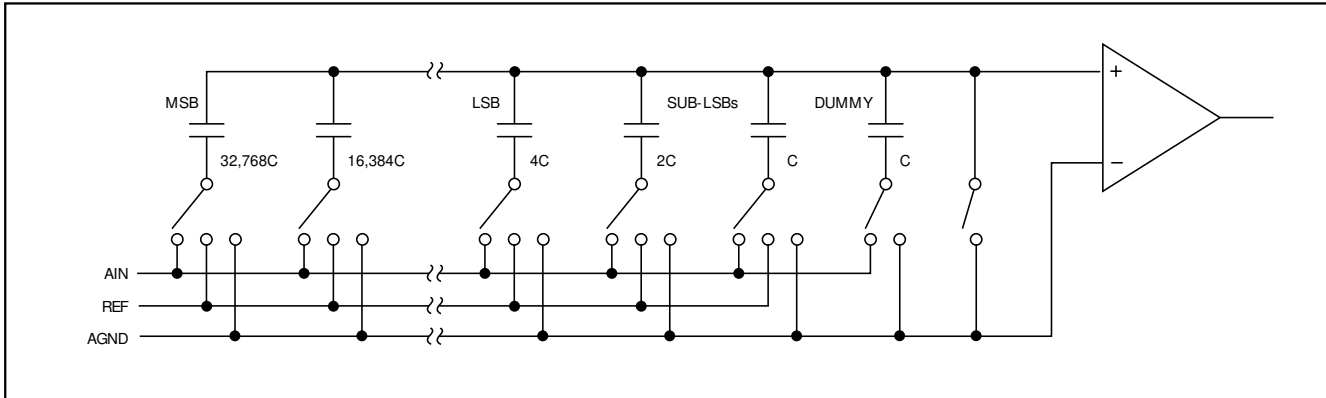 MSB
LSB
SUB-LSBs
DUMMY
+
32,768C
16,384C
4C
2C
C
C
−
AIN
REF
AGND